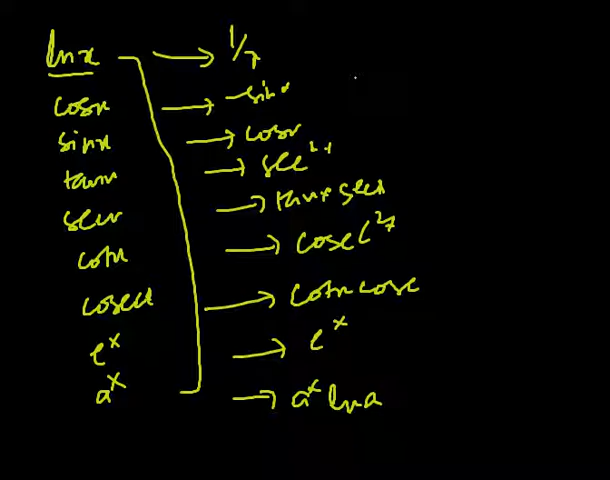 lnx → 1/x
cosx → -sinx
sinx → cosx
tanx → sec²x
secx → tanx secx
cotx → cosec²x
cosecx → cotx cosec
eˣ → eˣ
aˣ → aˣ lna